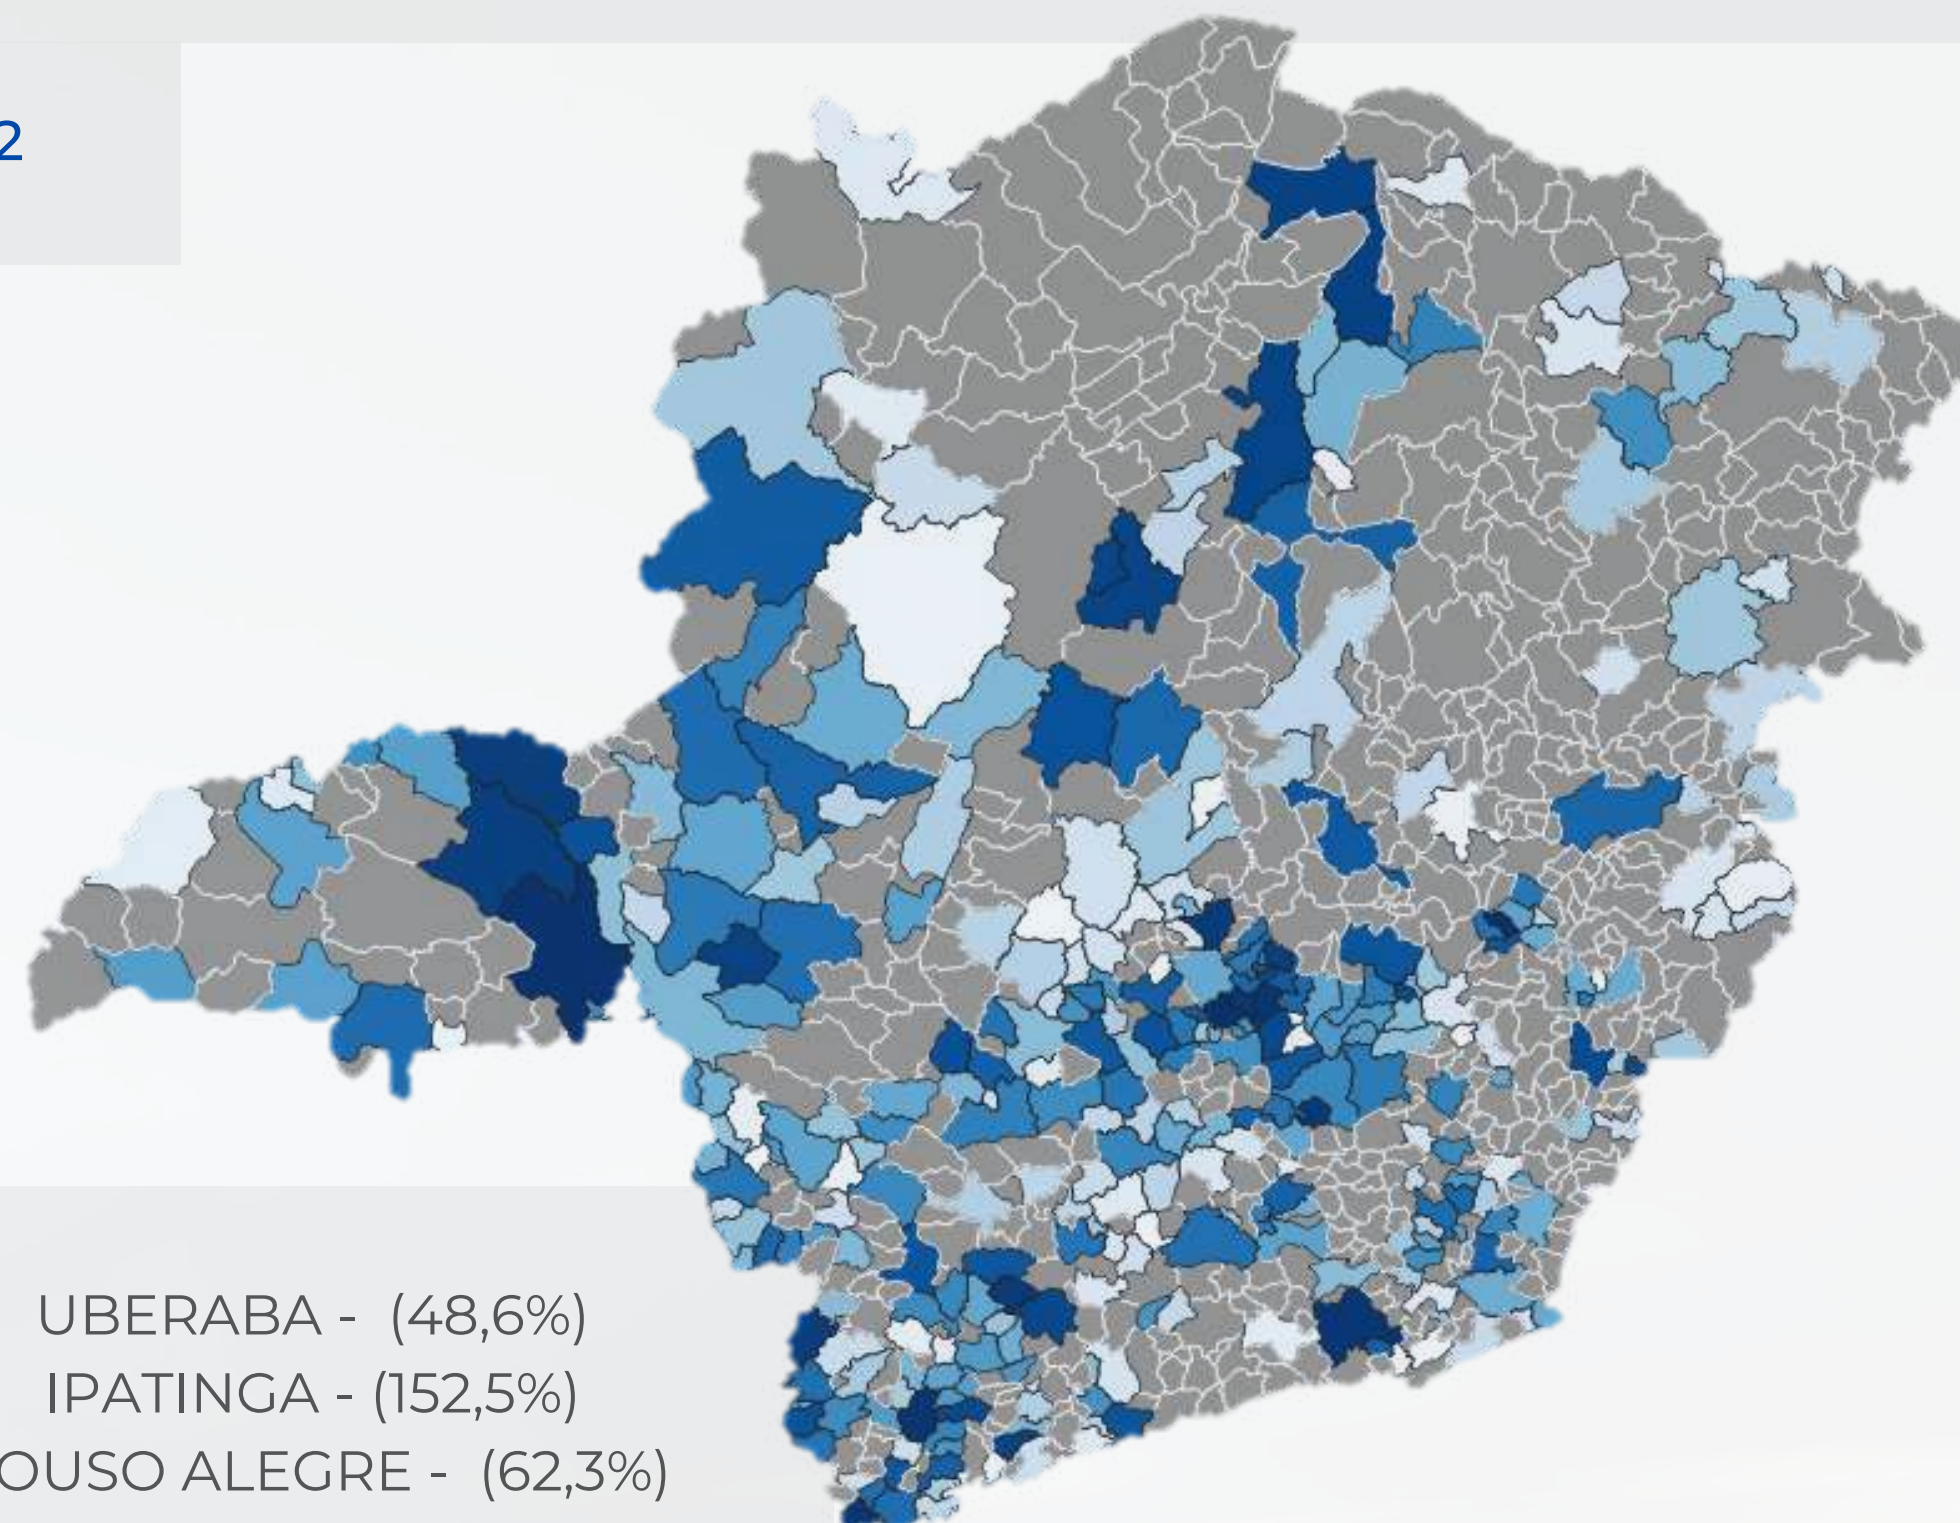 2
UBERABA - (48,6%)
IPATINGA - (152,5%)
OUSO ALEGRE - (62,3%)